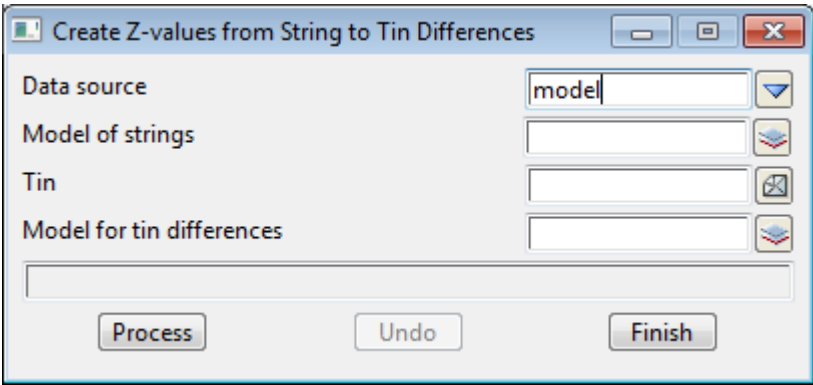 Create Z-values from String to Tin Differences
Data source model
Model of strings
Tin
Model for tin differences
Process Undo Finish